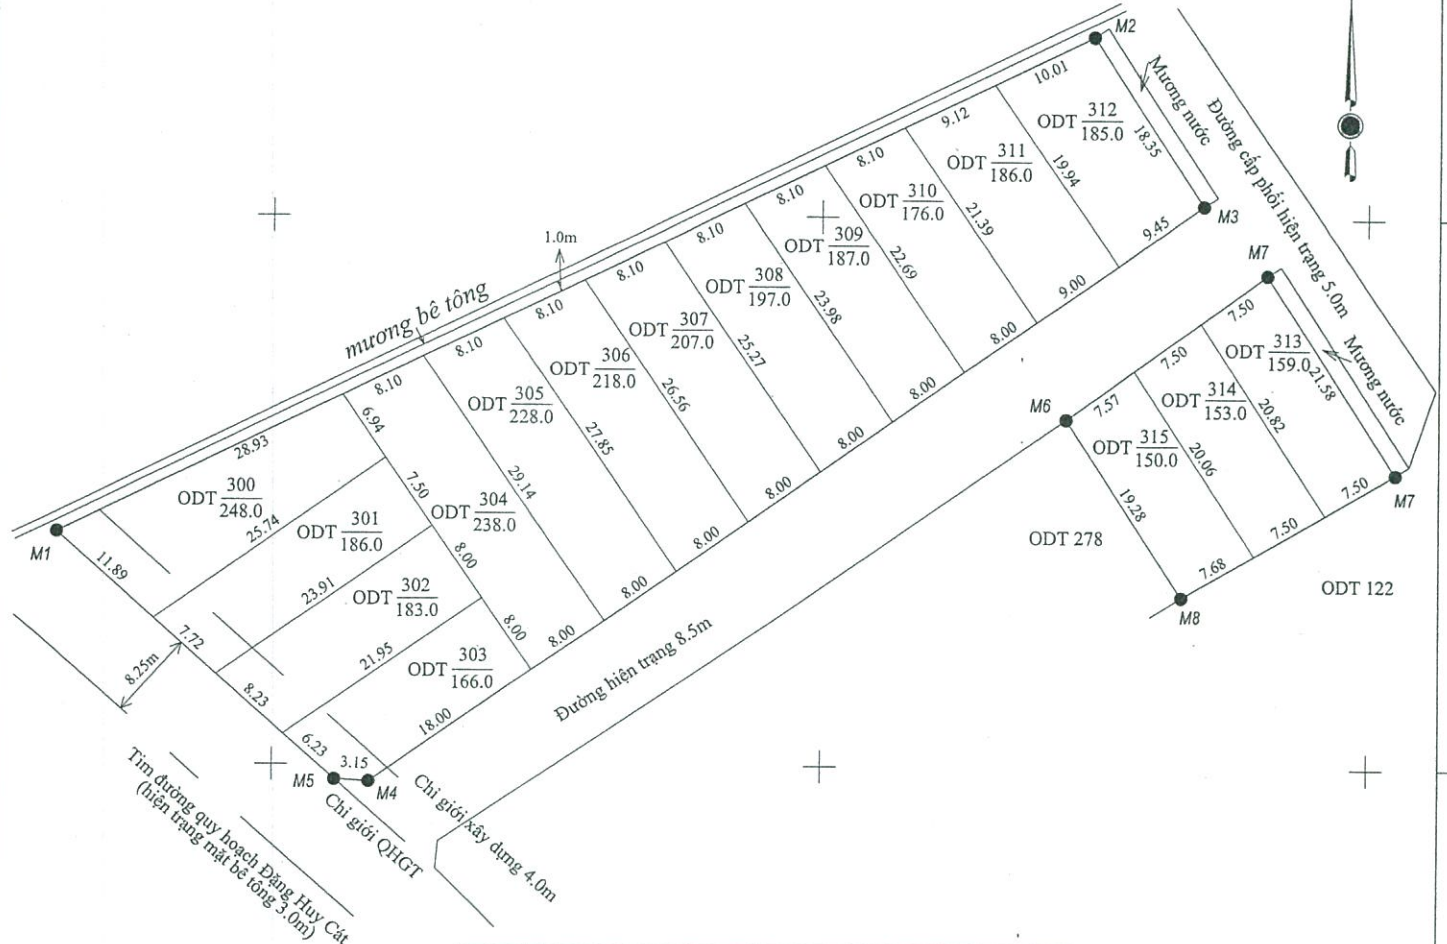 M2
10.01
Mương nước
Đường cấp phối hiện trạng 5.0m
ODT 312
185.0
18.35
9.12
ODT 311
186.0
19.94
8.10
ODT 310
176.0
21.39
M3
9.45
8.10
ODT 309
187.0
22.69
9.00
M7
1.0m
8.10
ODT 308
197.0
23.98
8.00
7.50
8.10
ODT 307
207.0
25.27
8.00
ODT 313
159.0
21.58
Mương nước
mương bê tông
8.10
ODT 306
218.0
26.56
8.00
7.50
ODT 314
153.0
20.82
8.10
ODT 305
228.0
27.85
8.00
M6
7.57
ODT 315
150.0
20.06
8.10
6.94
28.93
ODT 300
248.0
7.50
ODT 304
238.0
29.14
8.00
19.28
7.50
M7
M1
25.74
ODT 301
186.0
8.00
8.00
ODT 278
7.50
11.89
23.91
ODT 302
183.0
8.00
7.68
ODT 122
M8
7.72
21.95
8.00
8.00
8.25m
ODT 303
166.0
Đường hiện trạng 8.5m
8.23
18.00
6.23
3.15
M5
M4
Chỉ giới xây dựng 4.0m
Chỉ giới QHGT
Tim đường quy hoạch Đặng Huy Cát
(hiện trạng mặt bê tông 3.0m)